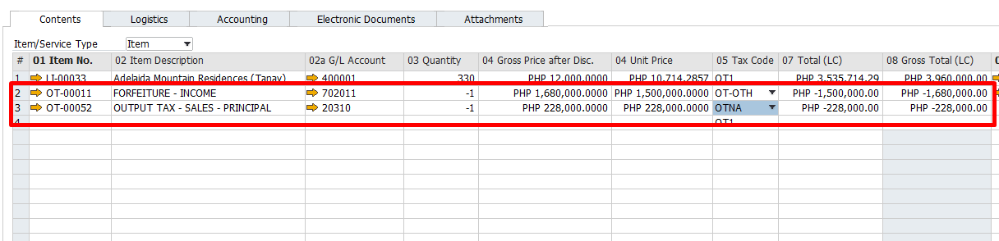 Contents Logistics Accounting Electronic Documents Attachments
Item/Service Type Item
# 01 Item No. 02 Item Description 02a G/L Account 03 Quantity 04 Gross Price after Disc. 04 Unit Price 05 Tax Code 07 Total (LC) 08 Gross Total (LC)
1 LI-00033 Adelaida Mountain Residences (Tanay) 400001 330 PHP 12,000.0000 PHP 10,714.2857 OT1 PHP 3,535,714.29 PHP 3,960,000.00
2 OT-00011 FORFEITURE - INCOME 702011 -1 PHP 1,680,000.0000 PHP 1,500,000.0000 OT-OTH PHP -1,500,000.00 PHP -1,680,000.00
3 OT-00052 OUTPUT TAX - SALES - PRINCIPAL 20310 -1 PHP 228,000.0000 PHP 228,000.0000 OTNA PHP -228,000.00 PHP -228,000.00
4 OT1